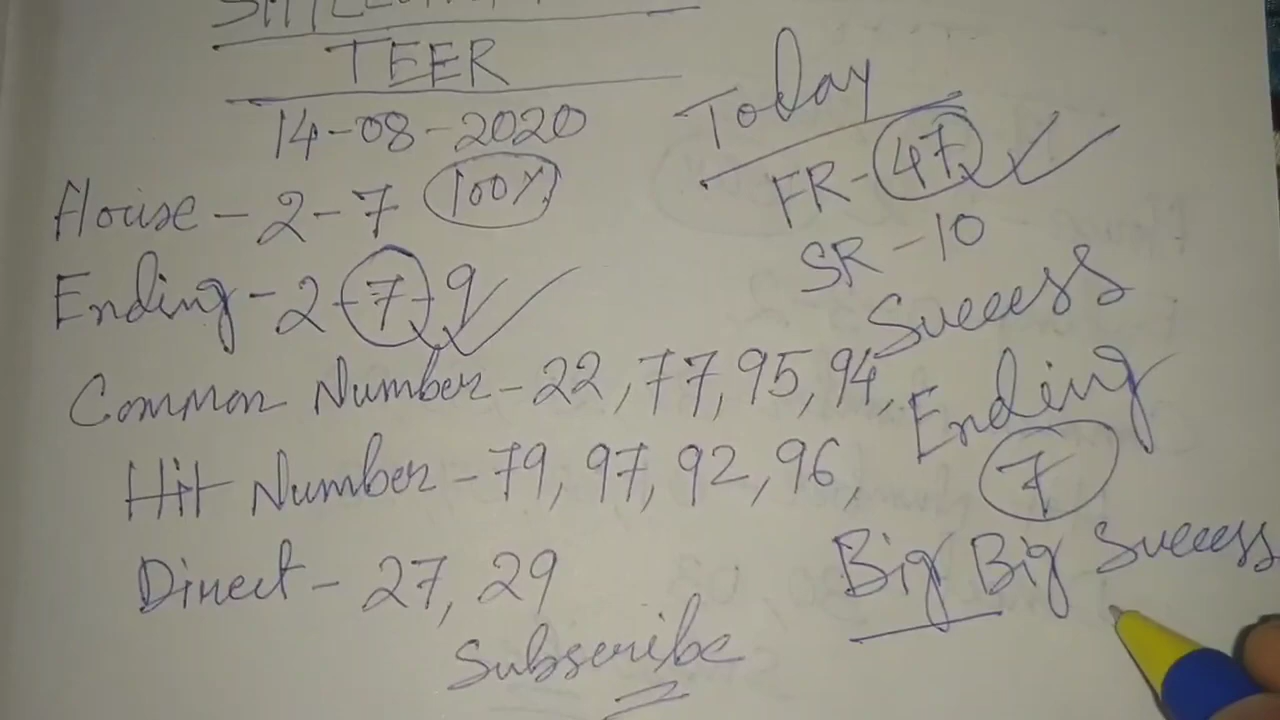 TEER
14-08-2020
House - 2 - 7 100%
Ending - 2 - 7 - 9
Common Number - 22, 77, 95, 94,
Hit Number - 79, 97, 92, 96,
Direct - 27, 29
Subscribe
Today
FR - 47
SR - 10
Success
Ending
7
Big Big Success